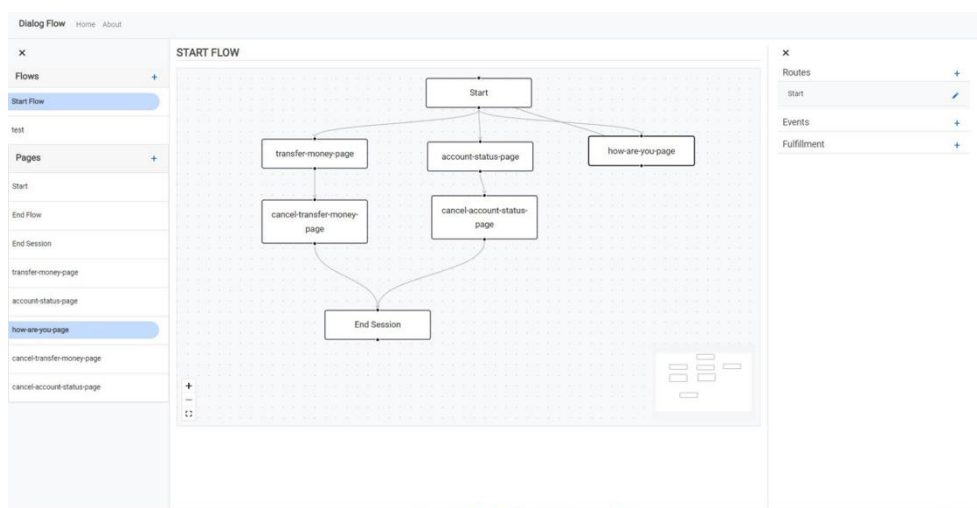 Dialog Flow Home About
×
Flows +
Start Flow
test
Pages +
Start
End Flow
End Session
transfer-money-page
account-status-page
how-are-you-page
cancel-transfer-money-page
cancel-account-status-page
START FLOW
Start
transfer-money-page
account-status-page
how-are-you-page
cancel-transfer-money-
page
cancel-account-status-
page
End Session
+
−
×
Routes +
Start
Events +
Fulfillment +